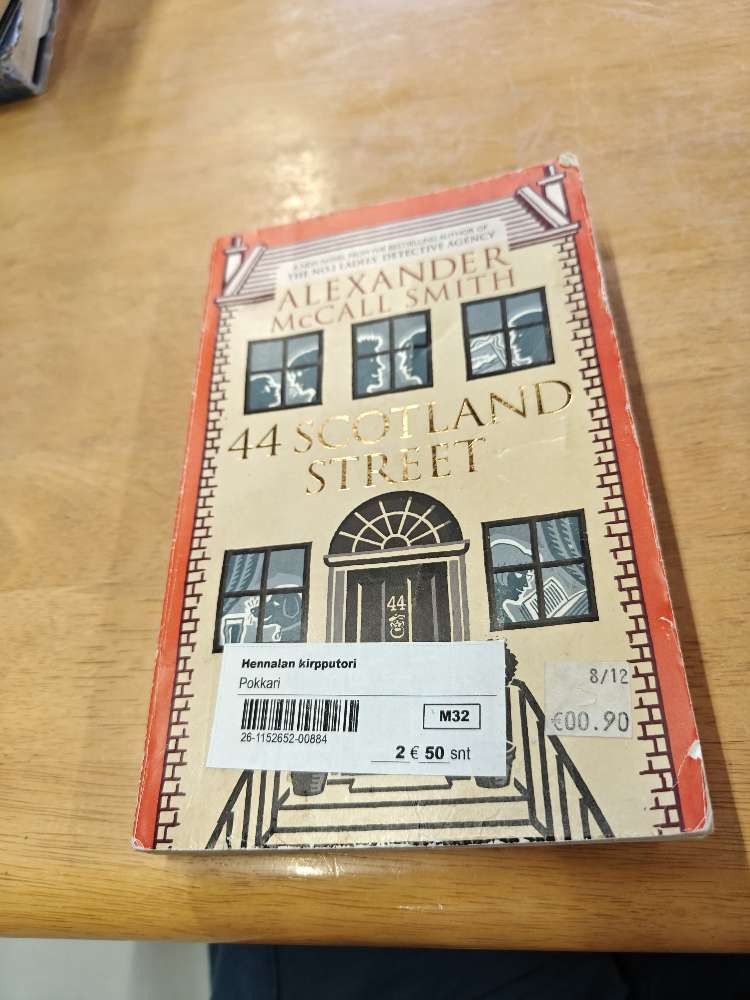 A NEW NOVEL FROM THE BESTSELLING AUTHOR OF
THE NO.1 LADIES' DETECTIVE AGENCY
ALEXANDER
McCALL SMITH
44 SCOTLAND
STREET
44
Hennalan kirpputori
Pokkari
M32
26-1152652-00884
2 € 50 snt
8/12
€00.90